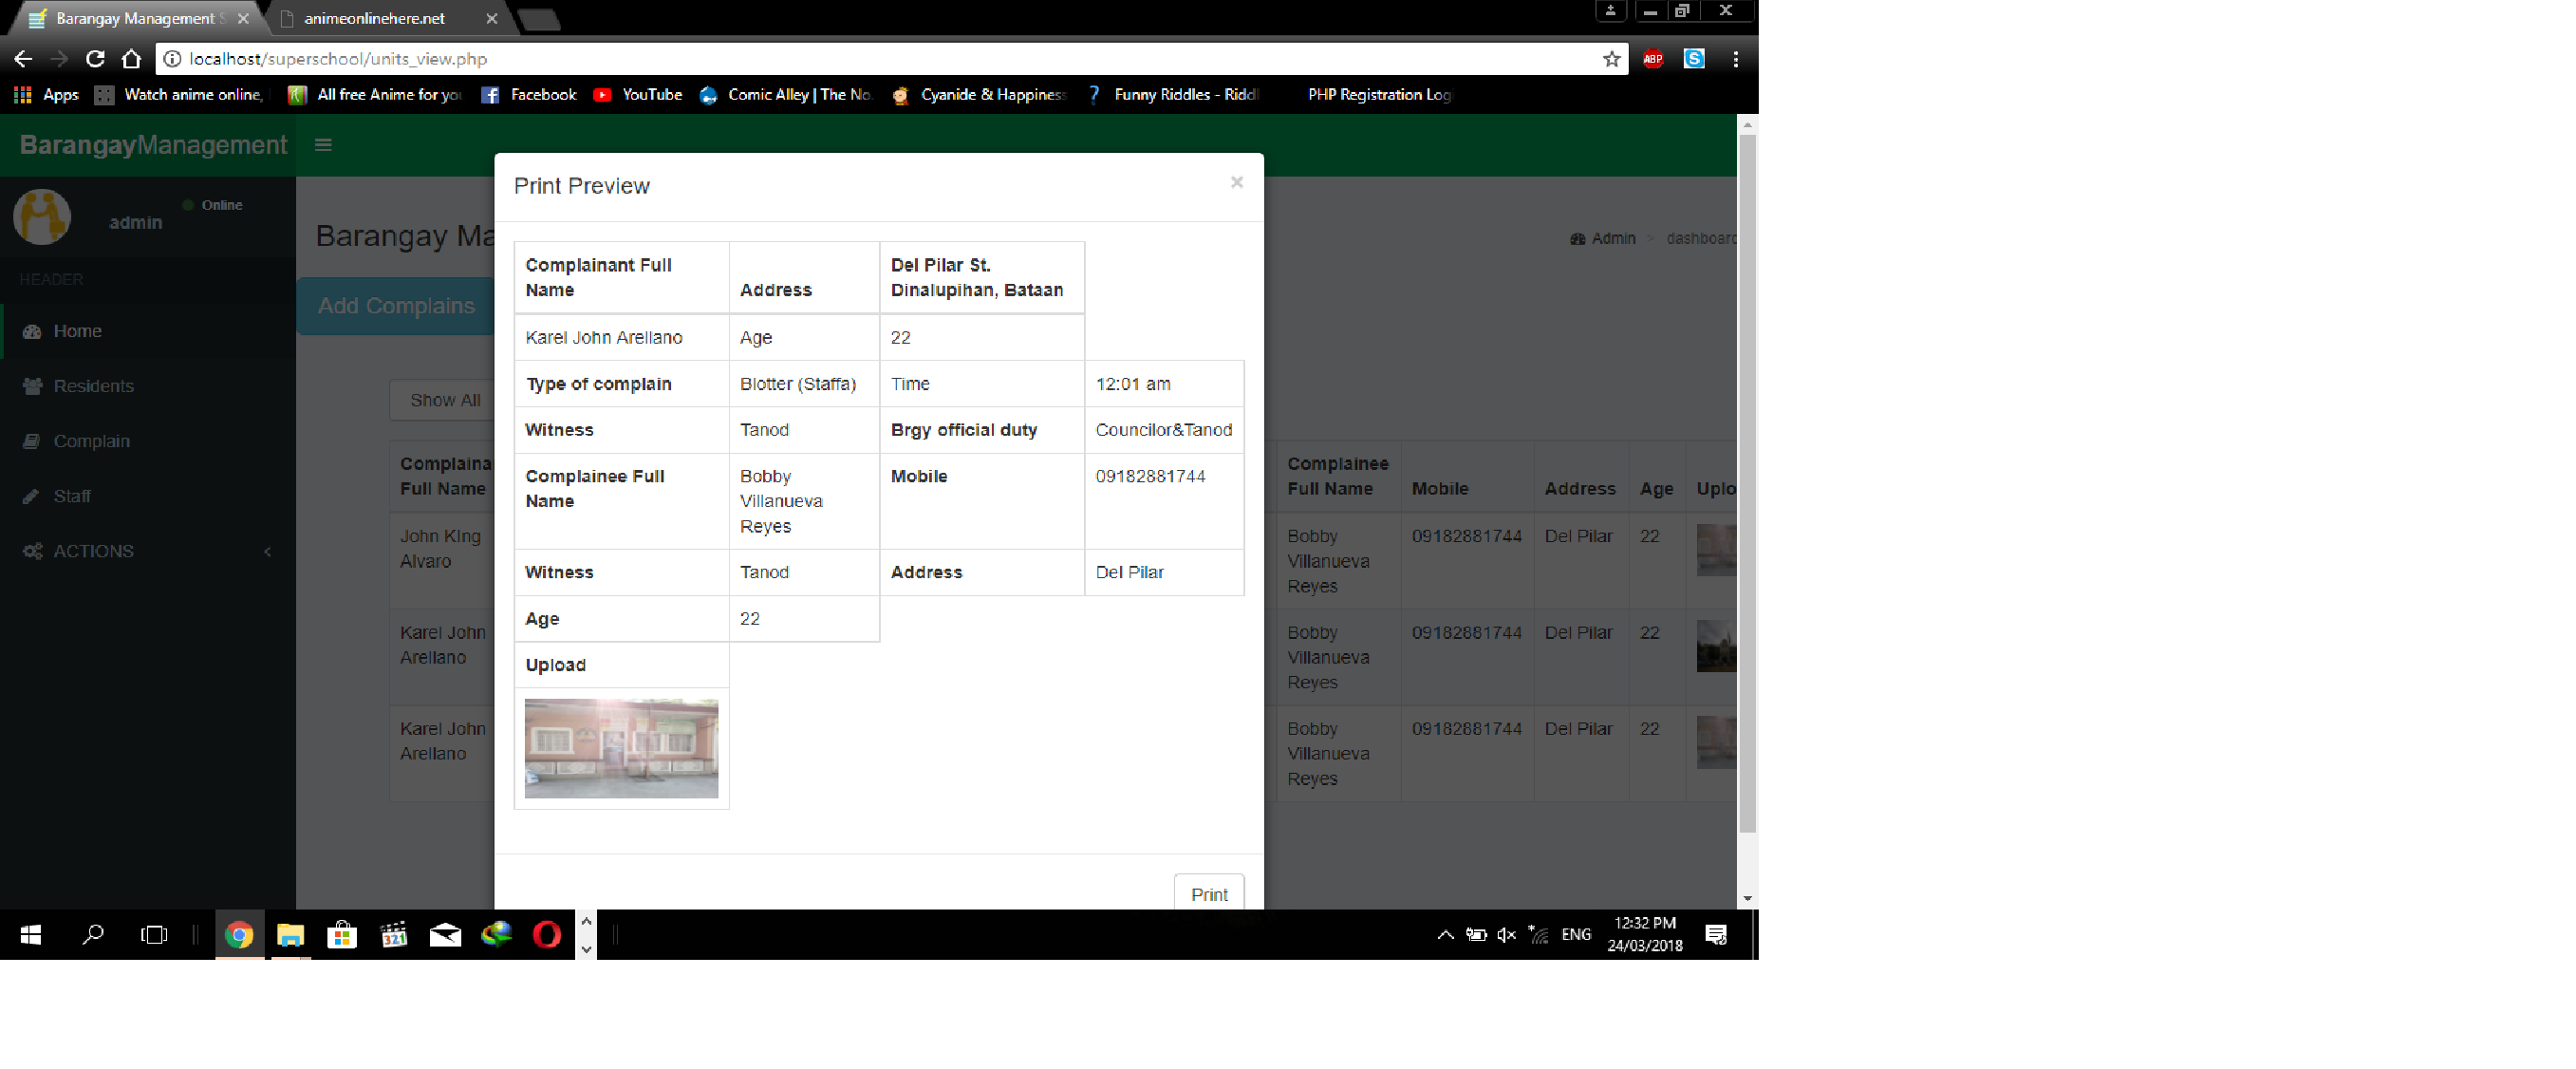 Barangay Management S
animeonlinehere.net
localhost/superschool/units_view.php
ABP
S
Apps
Watch anime online,
All free Anime for you
Facebook
YouTube
Comic Alley | The No.
Cyanide & Happiness
Funny Riddles - Riddl
PHP Registration Log
BarangayManagement
admin
Online
HEADER
Home
Residents
Complain
Staff
ACTIONS
Barangay Ma
Admin > dashboard
Add Complains
Show All
Print Preview
×
Complainant Full Name
Address
Del Pilar St. Dinalupihan, Bataan
Karel John Arellano
Age
22
Type of complain
Blotter (Staffa)
Time
12:01 am
Witness
Tanod
Brgy official duty
Councilor&Tanod
Complainee Full Name
Bobby Villanueva Reyes
Mobile
09182881744
Witness
Tanod
Address
Del Pilar
Age
22
Upload
Print
Complaina
Full Name
Complainee Full Name
Mobile
Address
Age
Uplo
John KIng Alvaro
Bobby Villanueva Reyes
09182881744
Del Pilar
22
Karel John Arellano
Bobby Villanueva Reyes
09182881744
Del Pilar
22
Karel John Arellano
Bobby Villanueva Reyes
09182881744
Del Pilar
22
321
ENG
12:32 PM
24/03/2018